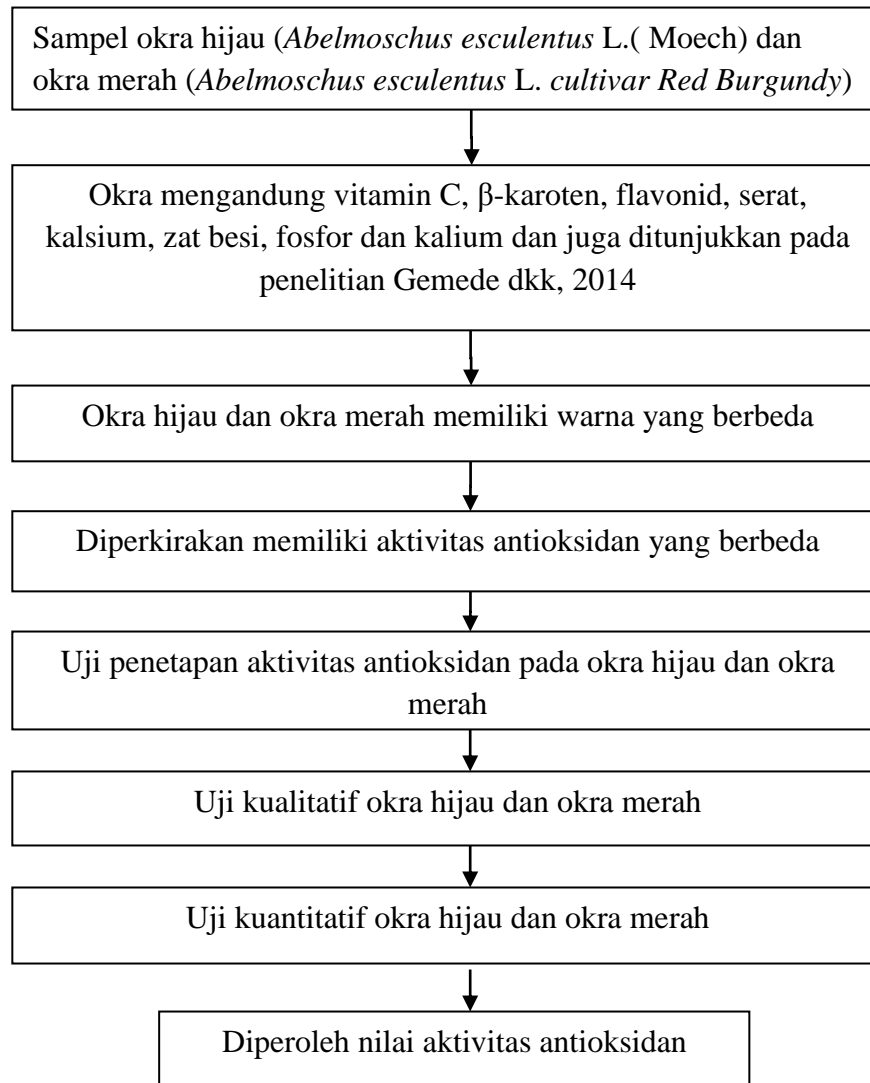 Sampel okra hijau (Abelmoschus esculentus L.( Moech) dan
okra merah (Abelmoschus esculentus L. cultivar Red Burgundy)
Okra mengandung vitamin C, β-karoten, flavonid, serat,
kalsium, zat besi, fosfor dan kalium dan juga ditunjukkan pada
penelitian Gemede dkk, 2014
Okra hijau dan okra merah memiliki warna yang berbeda
Diperkirakan memiliki aktivitas antioksidan yang berbeda
Uji penetapan aktivitas antioksidan pada okra hijau dan okra
merah
Uji kualitatif okra hijau dan okra merah
Uji kuantitatif okra hijau dan okra merah
Diperoleh nilai aktivitas antioksidan